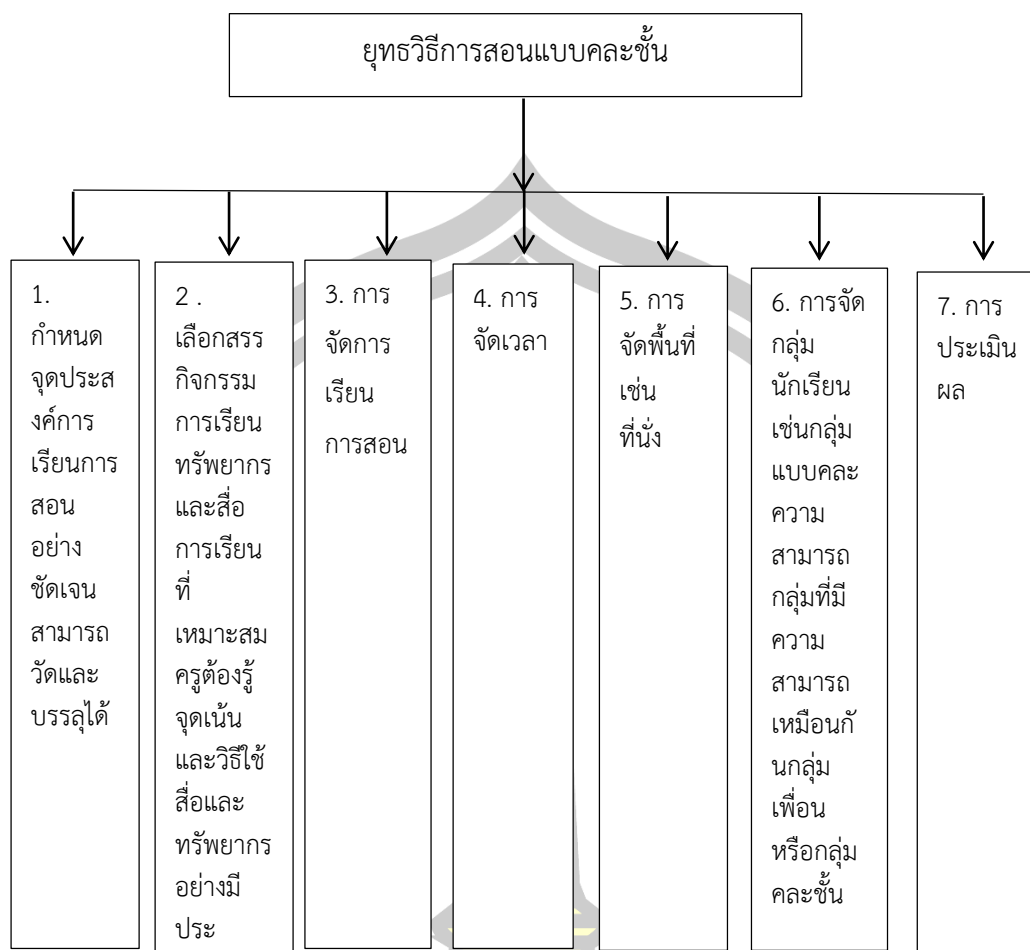 ยุทธวิธีการสอนแบบคละชั้น
1.
กำหนด
จุดประส
งค์การ
เรียนการ
สอน
อย่าง
ชัดเจน
สามารถ
วัดและ
บรรลุได้
2 .
เลือกสรร
กิจกรรม
การเรียน
ทรัพยากร
และสื่อ
การเรียน
ที่
เหมาะสม
ครูต้องรู้
จุดเน้น
และวิธีใช้
สื่อและ
ทรัพยากร
อย่างมี
ประ
3. การ
จัดการ
เรียน
การสอน
4. การ
จัดเวลา
5. การ
จัดพื้นที่
เช่น
ที่นั่ง
6. การจัด
กลุ่ม
นักเรียน
เช่นกลุ่ม
แบบคละ
ความ
สามารถ
กลุ่มที่มี
ความ
สามารถ
เหมือนกั
นกลุ่ม
เพื่อน
หรือกลุ่ม
คละชั้น
7. การ
ประเมิน
ผล